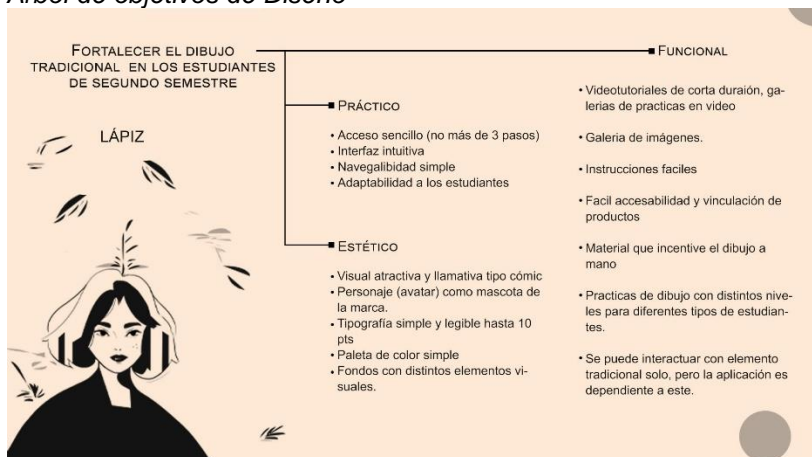 Árbol de objetivos de Diseño
FORTALECER EL DIBUJO
TRADICIONAL EN LOS ESTUDIANTES
DE SEGUNDO SEMESTRE
LÁPIZ
PRÁCTICO
• Acceso sencillo (no más de 3 pasos)
• Interfaz intuitiva
• Navegalibidad simple
• Adaptabilidad a los estudiantes
ESTÉTICO
• Visual atractiva y llamativa tipo cómic
• Personaje (avatar) como mascota de
la marca.
• Tipografía simple y legible hasta 10
pts
• Paleta de color simple
• Fondos con distintos elementos vi-
suales.
FUNCIONAL
• Videotutoriales de corta duraión, ga-
lerias de practicas en video
• Galeria de imágenes.
• Instrucciones faciles
• Facil accesabilidad y vinculación de
productos
• Material que incentive el dibujo a
mano
• Practicas de dibujo con distintos nive-
les para diferentes tipos de estudian-
tes.
• Se puede interactuar con elemento
tradicional solo, pero la aplicación es
dependiente a este.